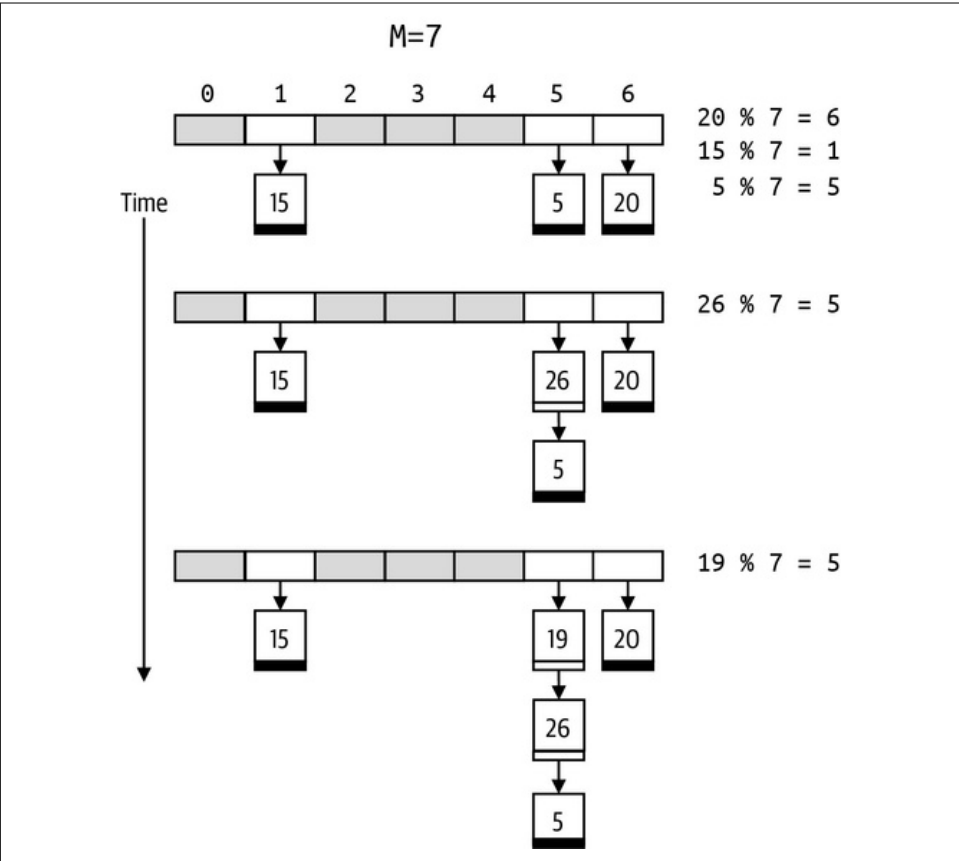 M=7
0 1 2 3 4 5 6
20 % 7 = 6
15 % 7 = 1
5 % 7 = 5
Time
15 5 20
26 % 7 = 5
15 26 20
5
19 % 7 = 5
15 19 20
26
5